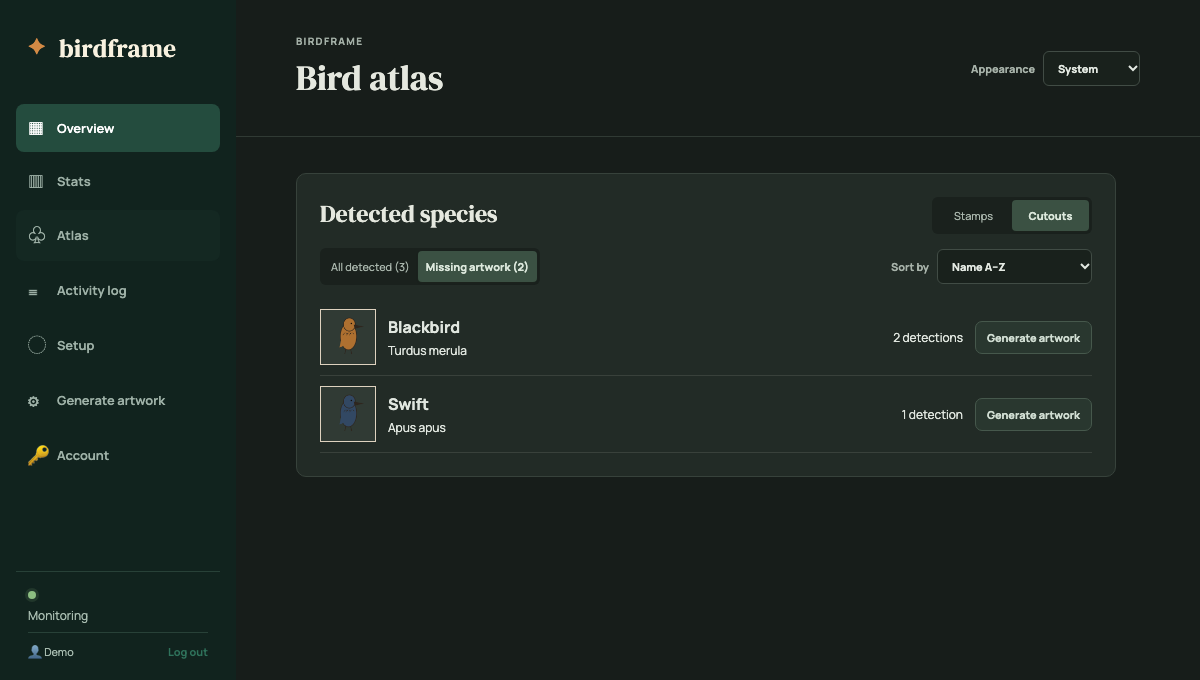 birdframe
Overview
Stats
Atlas
Activity log
Setup
Generate artwork
Account
Monitoring
Demo
Log out
BIRDFRAME
Bird atlas
Appearance
System
Detected species
Stamps
Cutouts
All detected (3)
Missing artwork (2)
Sort by
Name A–Z
Blackbird
Turdus merula
2 detections
Generate artwork
Swift
Apus apus
1 detection
Generate artwork